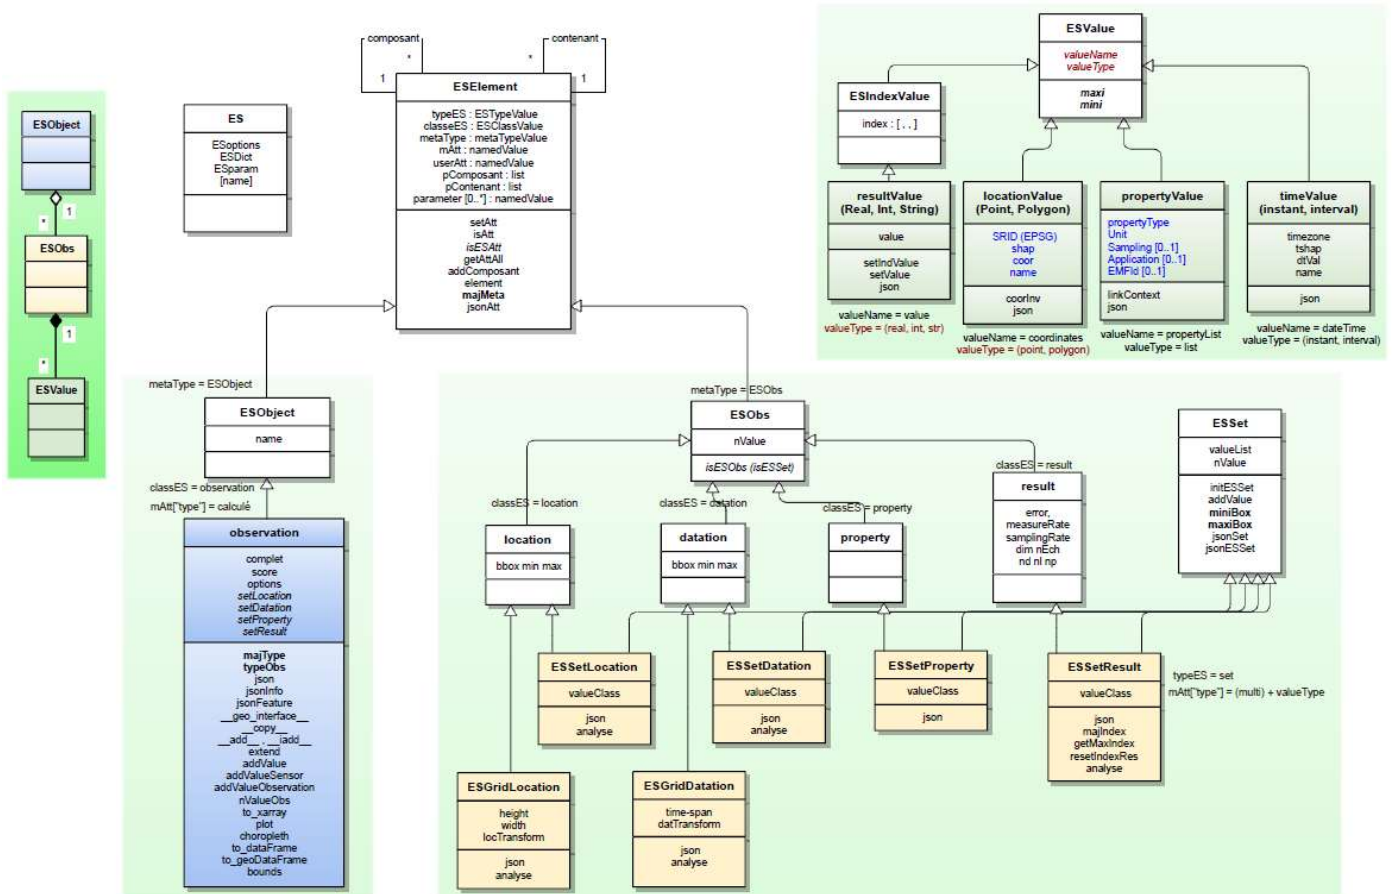 ESObject
1
*
ESObs
1
*
ESValue
ES
ESoptions
ESDict
ESparam
[name]
composant
*
1
contenant
*
1
ESElement
typeES : ESTypeValue
classeES : ESClassValue
metaType : metaTypeValue
mAtt : namedValue
userAtt : namedValue
pComposant : list
pContenant : list
parameter [0..*] : namedValue
setAtt
isAtt
isESAtt
getAttAll
addComposant
element
majMeta
jsonAtt
ESValue
valueName
valueType
maxi
mini
ESIndexValue
index : [ , , ]
resultValue
(Real, Int, String)
value
setIndValue
setValue
json
valueName = value
valueType = (real, int, str)
locationValue
(Point, Polygon)
SRID (EPSG)
shap
coor
name
coorInv
json
valueName = coordinates
valueType = (point, polygon)
propertyValue
propertyType
Unit
Sampling [0..1]
Application [0..1]
EMFId [0..1]
linkContext
json
valueName = propertyList
valueType = list
timeValue
(instant, interval)
timezone
tshap
dtVal
name
json
valueName = dateTime
valueType = (instant, interval)
metaType = ESObject
ESObject
name
classES = observation
mAtt["type"] = calculé
observation
complet
score
options
setLocation
setDatation
setProperty
setResult
majType
typeObs
json
jsonInfo
jsonFeature
__geo_interface__
__copy__
__add__ , __iadd__
extend
addValue
addValueSensor
addValueObservation
nValueObs
to_xarray
plot
choropleth
to_dataFrame
to_geoDataFrame
bounds
metaType = ESObs
ESObs
nValue
isESObs (isESSet)
classES = location
location
bbox min max
classES = datation
datation
bbox min max
classES = property
property
classES = result
result
error,
measureRate
samplingRate
dim nEch
nd nl np
ESSet
valueList
nValue
initESSet
addValue
miniBox
maxiBox
jsonSet
jsonESSet
ESSetLocation
valueClass
json
analyse
ESSetDatation
valueClass
json
analyse
ESSetProperty
valueClass
json
ESSetResult
valueClass
json
majIndex
getMaxIndex
resetIndexRes
analyse
typeES = set
mAtt["type"] = (multi) + valueType
ESGridLocation
height
width
locTransform
json
analyse
ESGridDatation
time-span
datTransform
json
analyse